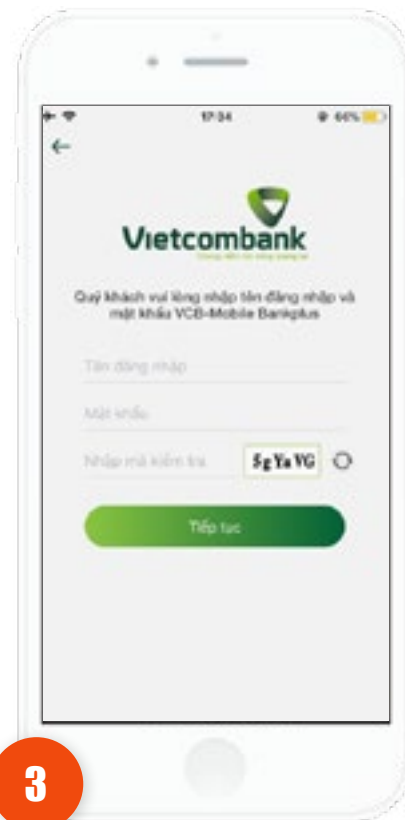 17:34
66%
Vietcombank
Quý khách vui lòng nhập tên đăng nhập và
mật khẩu VCB-Mobile Bankplus
Tên đăng nhập
Mật khẩu
Nhập mã kiểm tra 5gYaVG
Tiếp tục
3